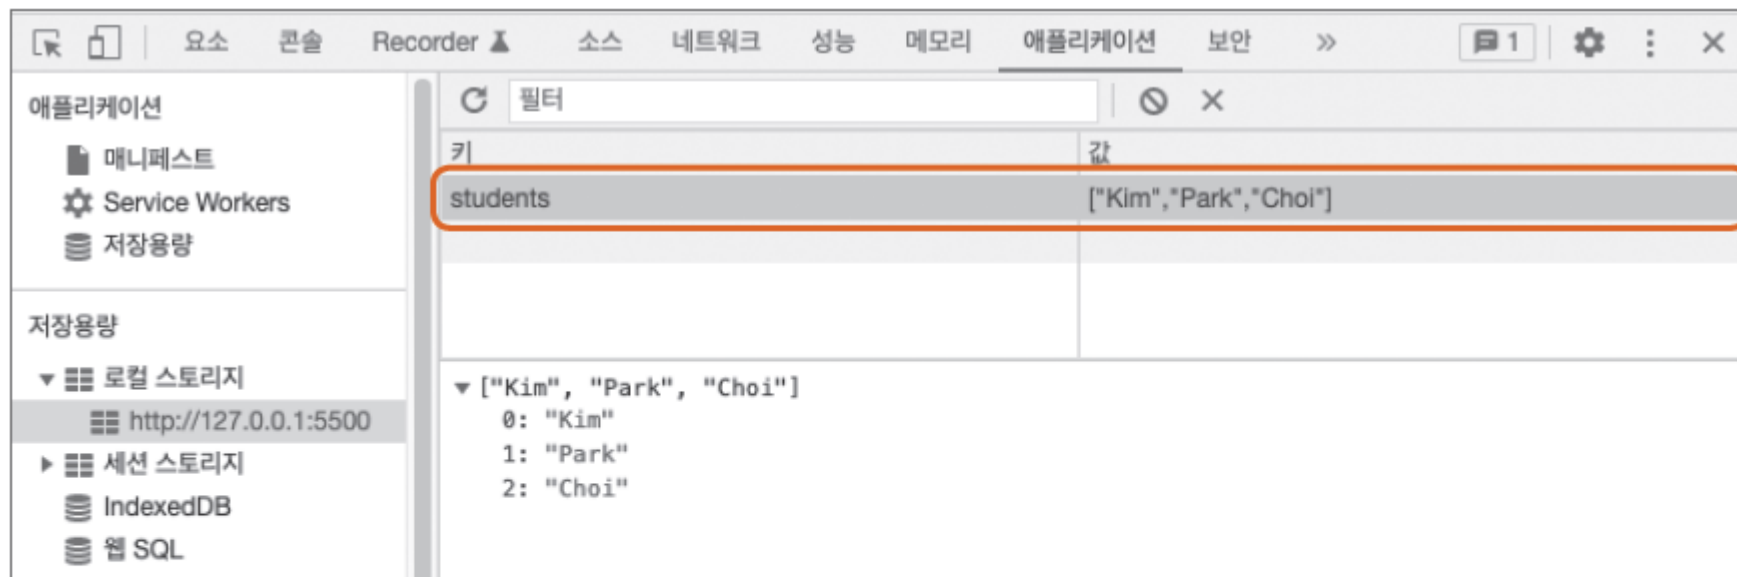 요소 콘솔 Recorder 소스 네트워크 성능 메모리 애플리케이션 보안 » 1
애플리케이션
매니페스트
Service Workers
저장용량
저장용량
로컬 스토리지
http://127.0.0.1:5500
세션 스토리지
IndexedDB
웹 SQL
필터
키 값
students ["Kim","Park","Choi"]
["Kim", "Park", "Choi"]
0: "Kim"
1: "Park"
2: "Choi"